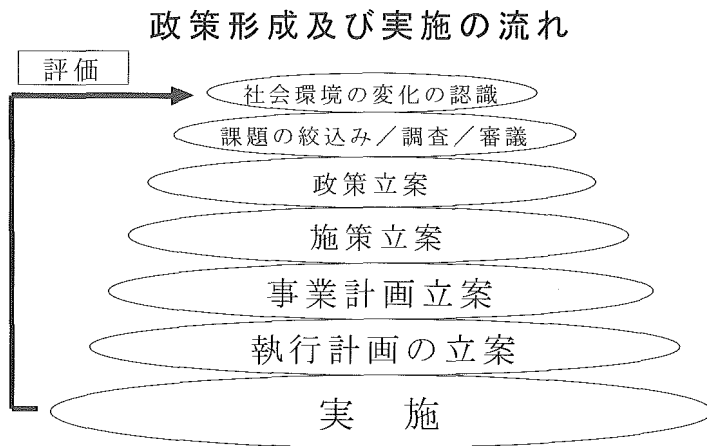 政策形成及び実施の流れ
評価
社会環境の変化の認識
課題の絞込み／調査／審議
政策立案
施策立案
事業計画立案
執行計画の立案
実　施